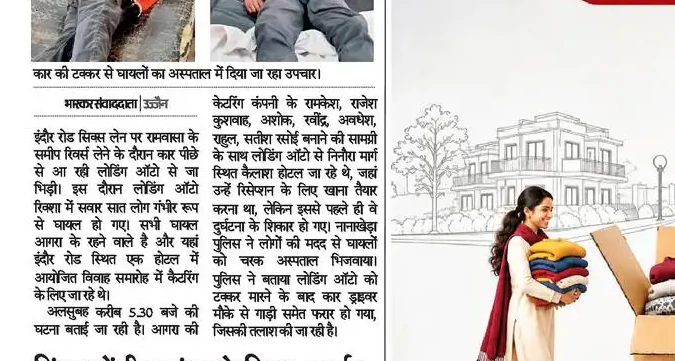 कार की टक्कर से घायलों का अस्पताल में दिया जा रहा उपचार।
भास्कर संवाददाता | उज्जैन
इंदौर रोड सिक्स लेन पर रामवासा के
समीप रिवर्स लेने के दौरान कार पीछे
से आ रही लोडिंग ऑटो से जा
भिड़ी। इस दौरान लोडिंग ऑटो
रिक्शा में सवार सात लोग गंभीर रूप
से घायल हो गए। सभी घायल
आगरा के रहने वाले है और यहां
इंदौर रोड स्थित एक होटल में
आयोजित विवाह समारोह में कैटरिंग
के लिए जा रहे थे।
अलसुबह करीब 5.30 बजे की
घटना बताई जा रही है। आगरा की
केटरिंग कंपनी के रामकेश, राजेश
कुशवाह, अशोक, रवींद्र, अवधेश,
राहुल, सतीश रसोई बनाने की सामग्री
के साथ लोडिंग ऑटो से निनौरा मार्ग
स्थित कैलाश होटल जा रहे थे, जहां
उन्हें रिसेप्शन के लिए खाना तैयार
करना था, लेकिन इससे पहले ही वे
दुर्घटना के शिकार हो गए। नानाखेड़ा
पुलिस ने लोगों की मदद से घायलों
को चरक अस्पताल भिजवाया।
पुलिस ने बताया लोडिंग ऑटो को
टक्कर मारने के बाद कार ड्राइवर
मौके से गाड़ी समेत फरार हो गया,
जिसकी तलाश की जा रही है।